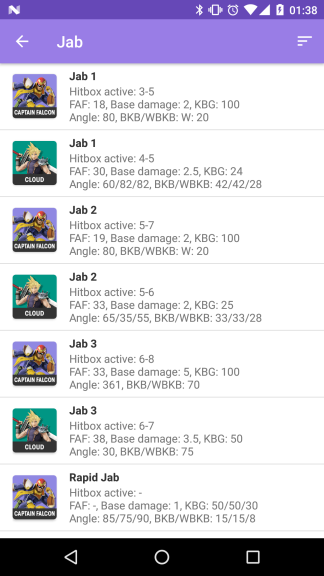 01:38
Jab
Jab 1
Hitbox active: 3-5
FAF: 18, Base damage: 2, KBG: 100
Angle: 80, BKB/WBKB: W: 20
CAPTAIN FALCON
Jab 1
Hitbox active: 4-5
FAF: 30, Base damage: 2.5, KBG: 24
Angle: 60/82/82, BKB/WBKB: 42/42/28
CLOUD
Jab 2
Hitbox active: 5-7
FAF: 19, Base damage: 2, KBG: 100
Angle: 80, BKB/WBKB: W: 20
CAPTAIN FALCON
Jab 2
Hitbox active: 5-6
FAF: 33, Base damage: 2, KBG: 25
Angle: 65/35/55, BKB/WBKB: 33/33/28
CLOUD
Jab 3
Hitbox active: 6-8
FAF: 33, Base damage: 5, KBG: 100
Angle: 361, BKB/WBKB: 70
CAPTAIN FALCON
Jab 3
Hitbox active: 6-7
FAF: 38, Base damage: 3.5, KBG: 50
Angle: 30, BKB/WBKB: 75
CLOUD
Rapid Jab
Hitbox active: -
FAF: -, Base damage: 1, KBG: 50/50/30
Angle: 85/75/90, BKB/WBKB: 15/15/8
CAPTAIN FALCON